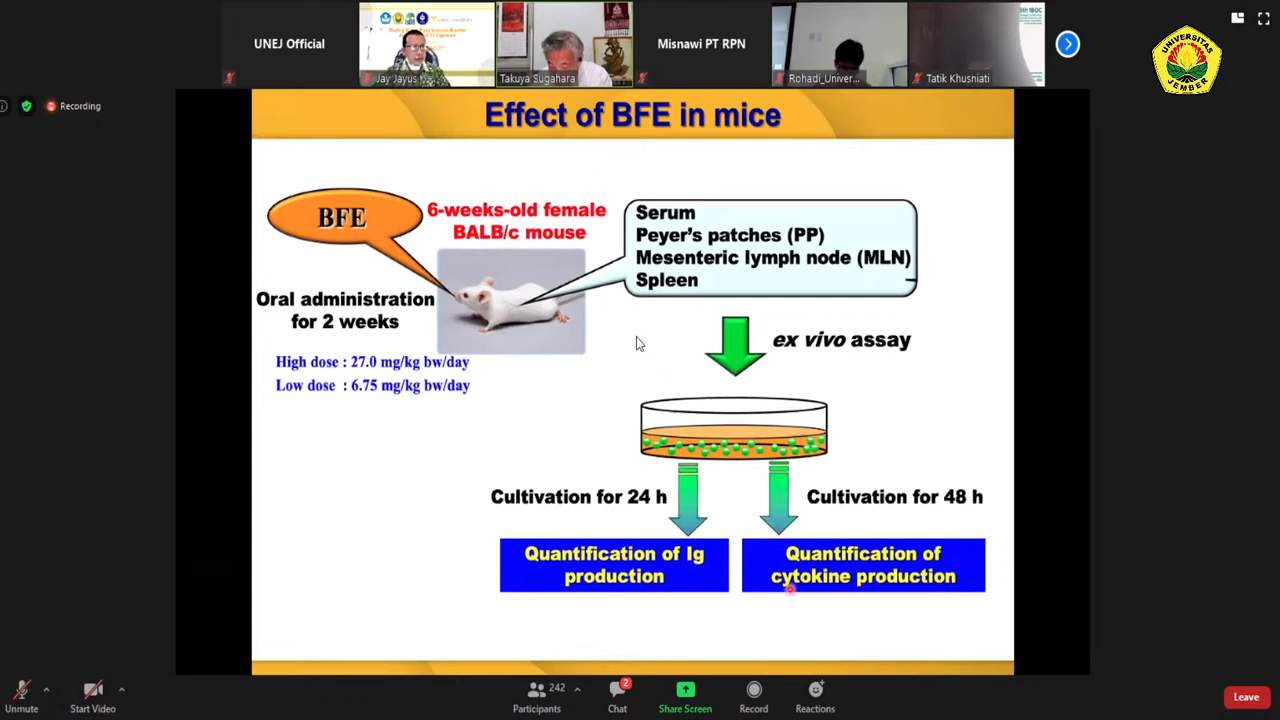 UNEJ Official
Jay Jayus
Takuya Sugahara
Misnawi PT RPN
Rohadi_Univer...
Tatik Khusniati
UNIVERSITAS
JEMBER
Recording
Effect of BFE in mice
BFE
6-weeks-old female
BALB/c mouse
Oral administration
for 2 weeks
High dose : 27.0 mg/kg bw/day
Low dose : 6.75 mg/kg bw/day
Serum
Peyer's patches (PP)
Mesenteric lymph node (MLN)
Spleen
ex vivo assay
Cultivation for 24 h
Cultivation for 48 h
Quantification of Ig
production
Quantification of
cytokine production
Unmute
Start Video
242
Participants
2
Chat
Share Screen
Record
Reactions
Leave